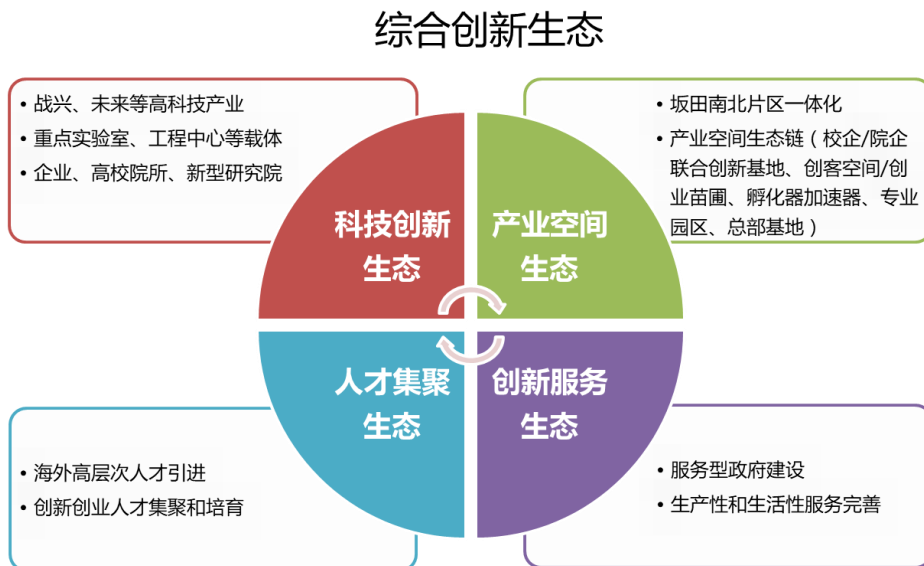 综合创新生态
• 战兴、未来等高科技产业
• 重点实验室、工程中心等载体
• 企业、高校院所、新型研究院
科技创新
生态
• 坂田南北片区一体化
• 产业空间生态链（校企/院企
联合创新基地、创客空间/创
业苗圃、孵化器加速器、专业
园区、总部基地）
产业空间
生态
人才集聚
生态
• 海外高层次人才引进
• 创新创业人才集聚和培育
创新服务
生态
• 服务型政府建设
• 生产性和生活性服务完善